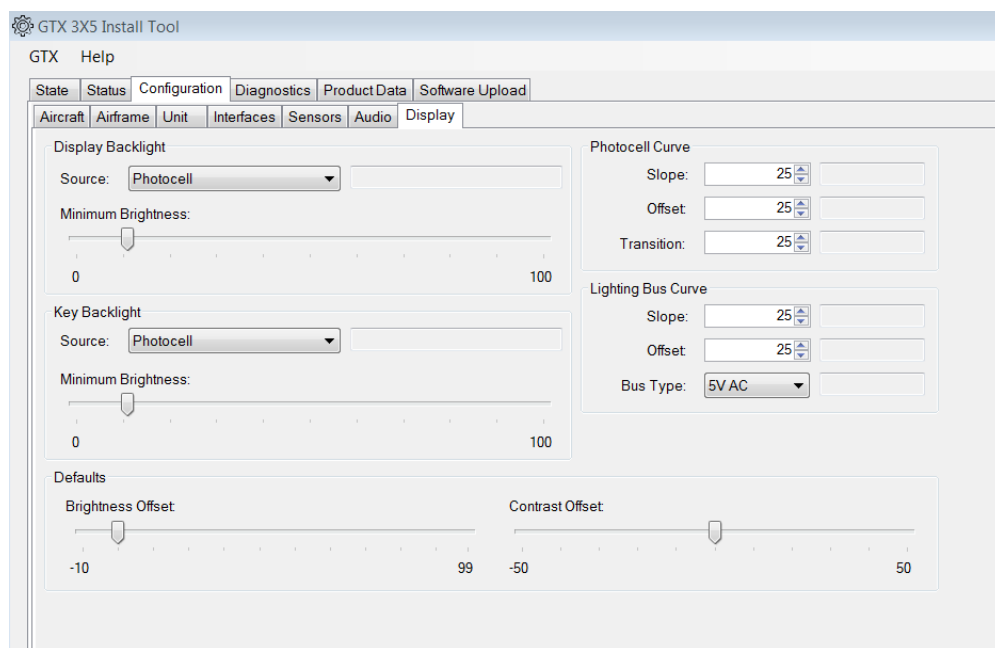 GTX 3X5 Install Tool
GTX Help
State Status Configuration Diagnostics Product Data Software Upload
Aircraft Airframe Unit Interfaces Sensors Audio Display
Display Backlight
Source: Photocell
Minimum Brightness:
0 100
Key Backlight
Source: Photocell
Minimum Brightness:
0 100
Photocell Curve
Slope: 25
Offset: 25
Transition: 25
Lighting Bus Curve
Slope: 25
Offset: 25
Bus Type: 5V AC
Defaults
Brightness Offset:
-10 99
Contrast Offset:
-50 50